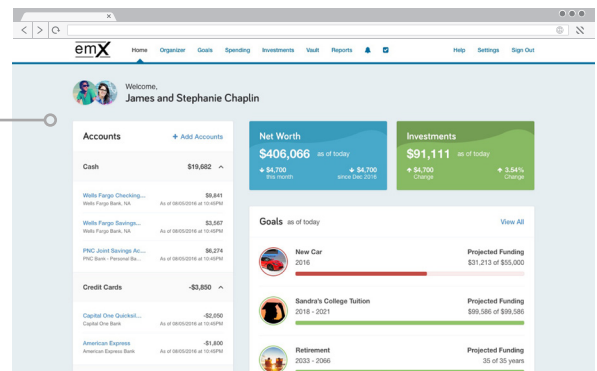 emX
Home Organizer Goals Spending Investments Vault Reports Help Settings Sign Out
Welcome,
James and Stephanie Chaplin
Accounts + Add Accounts
Cash $19,682
Wells Fargo Checking... $9,841
Wells Fargo Bank, NA As of 08/05/2016 at 10:45PM
Wells Fargo Savings... $3,567
Wells Fargo Bank, NA As of 08/05/2016 at 10:45PM
PNC Joint Savings Ac... $6,274
PNC Bank - Personal Ba... As of 08/05/2016 at 10:45PM
Credit Cards -$3,850
Capital One Quicksil... -$2,050
Capital One Bank As of 08/05/2016 at 10:45PM
American Express -$1,800
American Express Bank As of 08/05/2016 at 10:45PM
Net Worth
$406,066 as of today
$4,700 $4,700
this month since Dec 2016
Investments
$91,111 as of today
$4,700 3.54%
Change Change
Goals as of today View All
New Car Projected Funding
2016 $31,213 of $55,000
Sandra's College Tuition Projected Funding
2018 - 2021 $99,586 of $99,586
Retirement Projected Funding
2033 - 2066 35 of 35 years